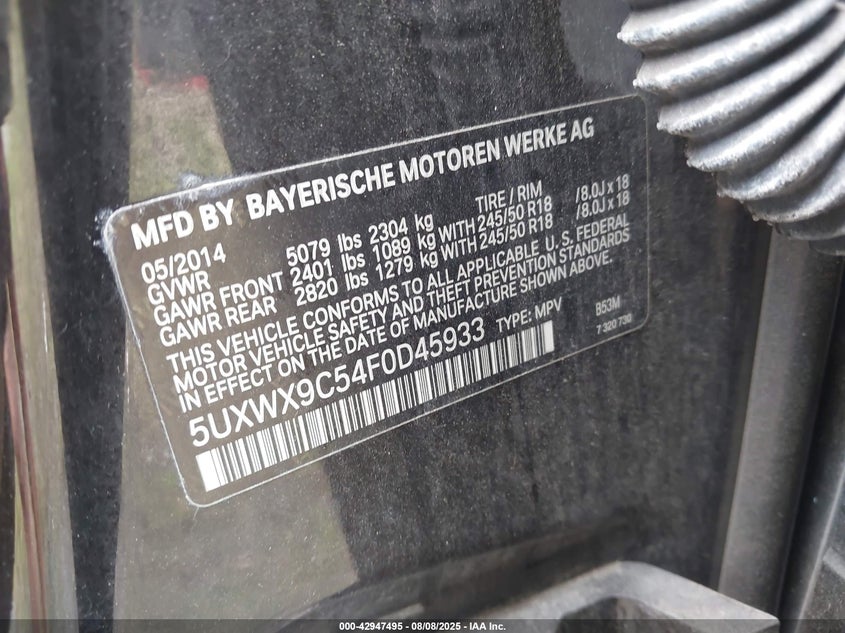 MFD BY BAYERISCHE MOTOREN WERKE AG
05/2014 TIRE / RIM
GVWR 5079 lbs 2304 kg
GAWR FRONT 2401 lbs 1089 kg WITH 245/50 R18 /8.0J x 18
GAWR REAR 2820 lbs 1279 kg WITH 245/50 R18 /8.0J x 18
THIS VEHICLE CONFORMS TO ALL APPLICABLE U. S. FEDERAL
MOTOR VEHICLE SAFETY AND THEFT PREVENTION STANDARDS
IN EFFECT ON THE DATE OF MANUFACTURE SHOWN ABOVE.
5UXWX9C54F0D45933 TYPE: MPV B53M
7 320 730
000-42947495 - 08/08/2025 - IAA Inc.